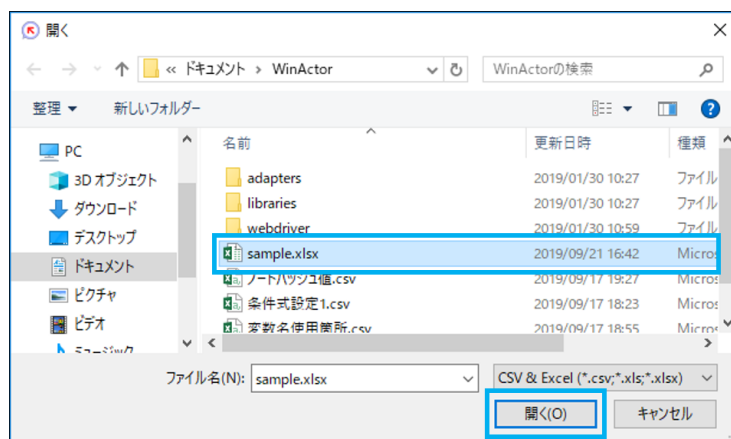 開く
« ドキュメント › WinActor
WinActorの検索
整理 新しいフォルダー
名前 更新日時 種類
PC
3D オブジェクト
ダウンロード
デスクトップ
ドキュメント
ピクチャ
ビデオ
ミュージック
adapters 2019/01/30 10:27 ファイル
libraries 2019/01/30 10:27 ファイル
webdriver 2019/01/30 10:59 ファイル
sample.xlsx 2019/09/21 16:42 Micros
ノードハッシュ値.csv 2019/09/17 19:27 Micros
条件式設定1.csv 2019/09/17 18:23 Micros
変数名使用箇所.csv 2019/09/17 18:55 Micros
ファイル名(N): sample.xlsx CSV & Excel (*.csv;*.xls;*.xlsx)
開く(O) キャンセル